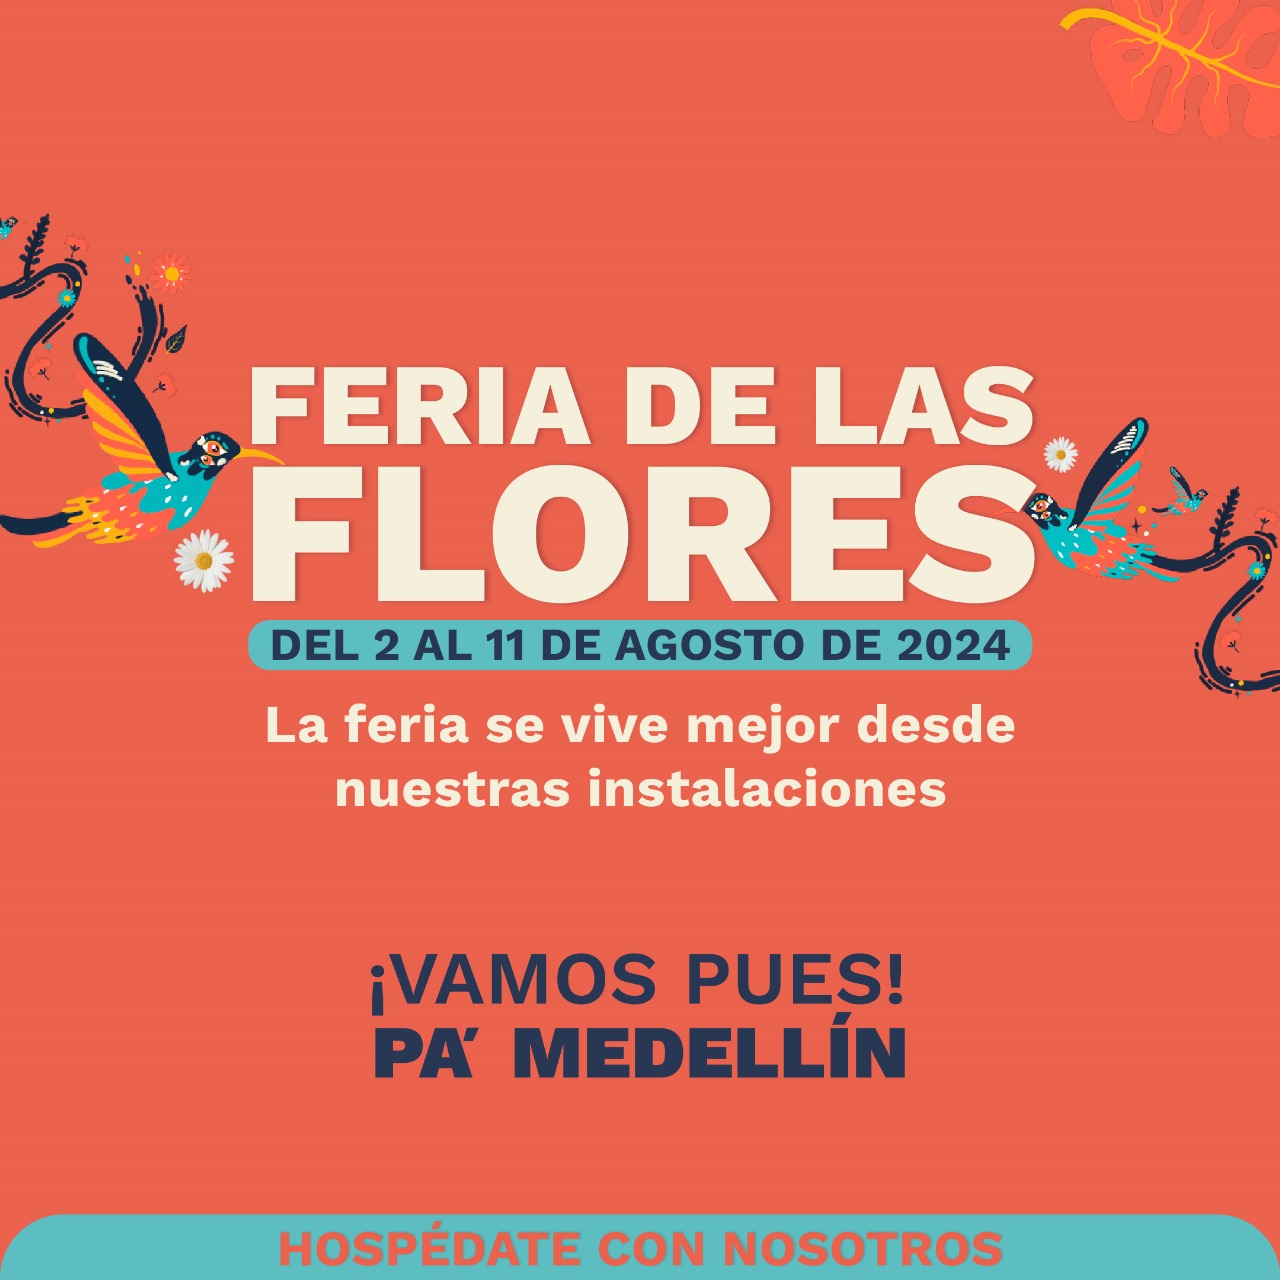 FERIA DE LAS
FLORES
DEL 2 AL 11 DE AGOSTO DE 2024
La feria se vive mejor desde
nuestras instalaciones
¡VAMOS PUES!
PA´ MEDELLÍN
HOSPÉDATE CON NOSOTROS